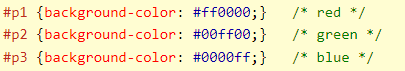 #p1 {background-color: #ff0000;}   /* red */
#p2 {background-color: #00ff00;}   /* green */
#p3 {background-color: #0000ff;}   /* blue */